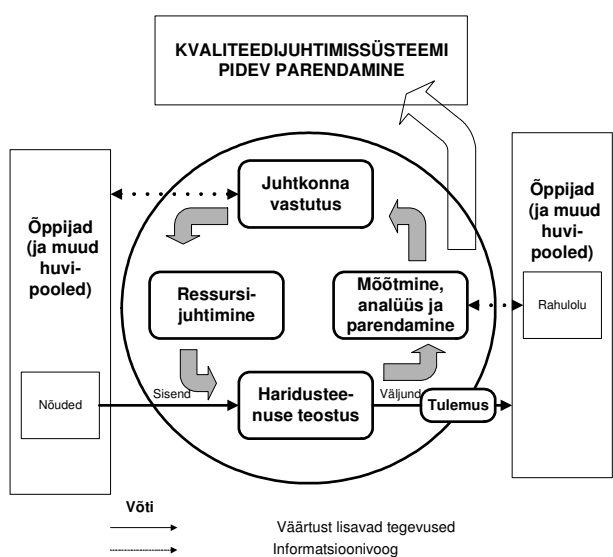 KVALITEEDIJUHTIMISSÜSTEEMI
PIDEV PARENDAMINE
Õppijad
(ja muud
huvi-
pooled)
Juhtkonna
vastutus
Õppijad
(ja muud
huvi-
pooled)
Ressursi-
juhtimine
Mõõtmine,
analüüs ja
parendamine
Rahulolu
Nõuded
Sisend
Haridustee-
nuse teostus
Väljund
Tulemus
Võti
Väärtust lisavad tegevused
Informatsioonivoog